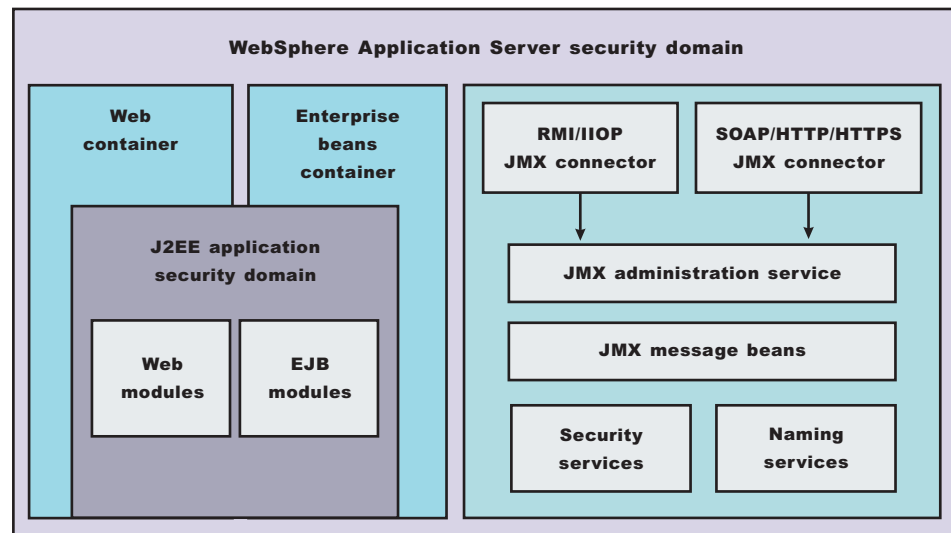 WebSphere Application Server security domain
Web
container
Enterprise
beans
container
J2EE application
security domain
Web
modules
EJB
modules
RMI/IIOP
JMX connector
SOAP/HTTP/HTTPS
JMX connector
JMX administration service
JMX message beans
Security
services
Naming
services